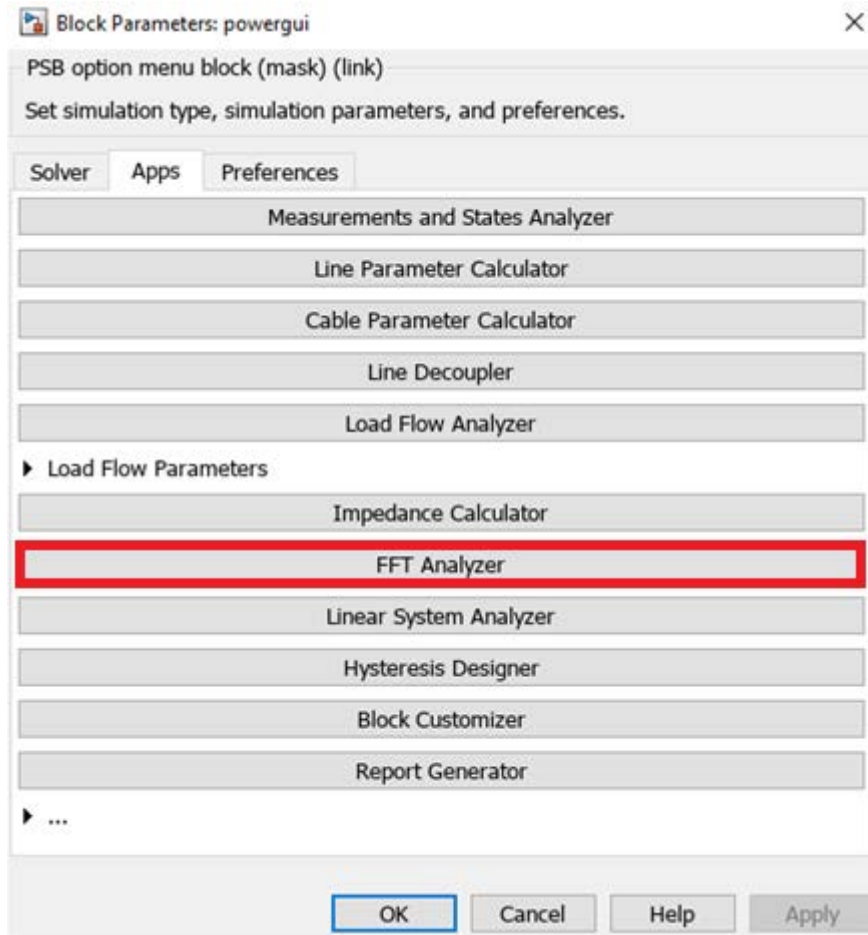 Block Parameters: powergui
PSB option menu block (mask) (link)
Set simulation type, simulation parameters, and preferences.
Solver Apps Preferences
Measurements and States Analyzer
Line Parameter Calculator
Cable Parameter Calculator
Line Decoupler
Load Flow Analyzer
Load Flow Parameters
Impedance Calculator
FFT Analyzer
Linear System Analyzer
Hysteresis Designer
Block Customizer
Report Generator
...
OK Cancel Help Apply